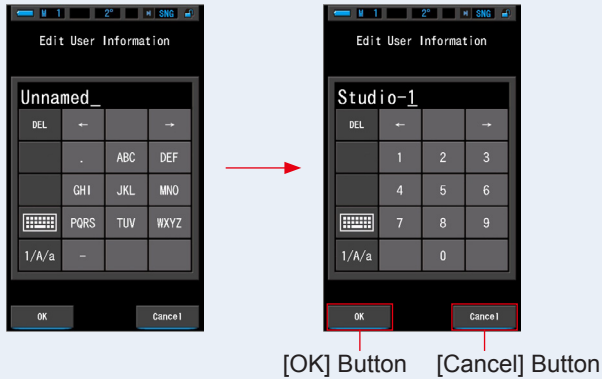 M 1 2° H SNG
Edit User Information
Unnamed_
DEL ← →
. ABC DEF
GHI JKL MNO
PQRS TUV WXYZ
1/A/a -
OK Cancel
M 1 2° H SNG
Edit User Information
Studio-1
DEL ← →
1 2 3
4 5 6
7 8 9
1/A/a 0
OK Cancel
[OK] Button [Cancel] Button